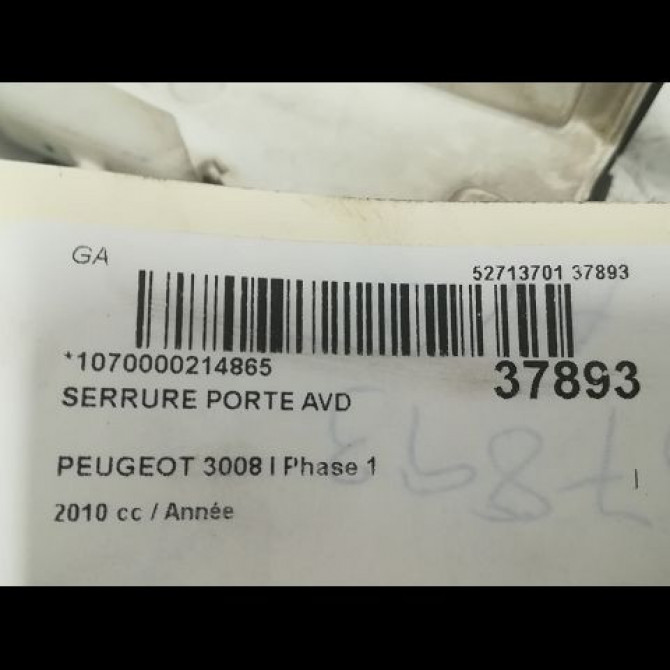 GA
52713701 37893
*1070000214865
37893
SERRURE PORTE AVD
PEUGEOT 3008 I Phase 1
2010 cc / Année